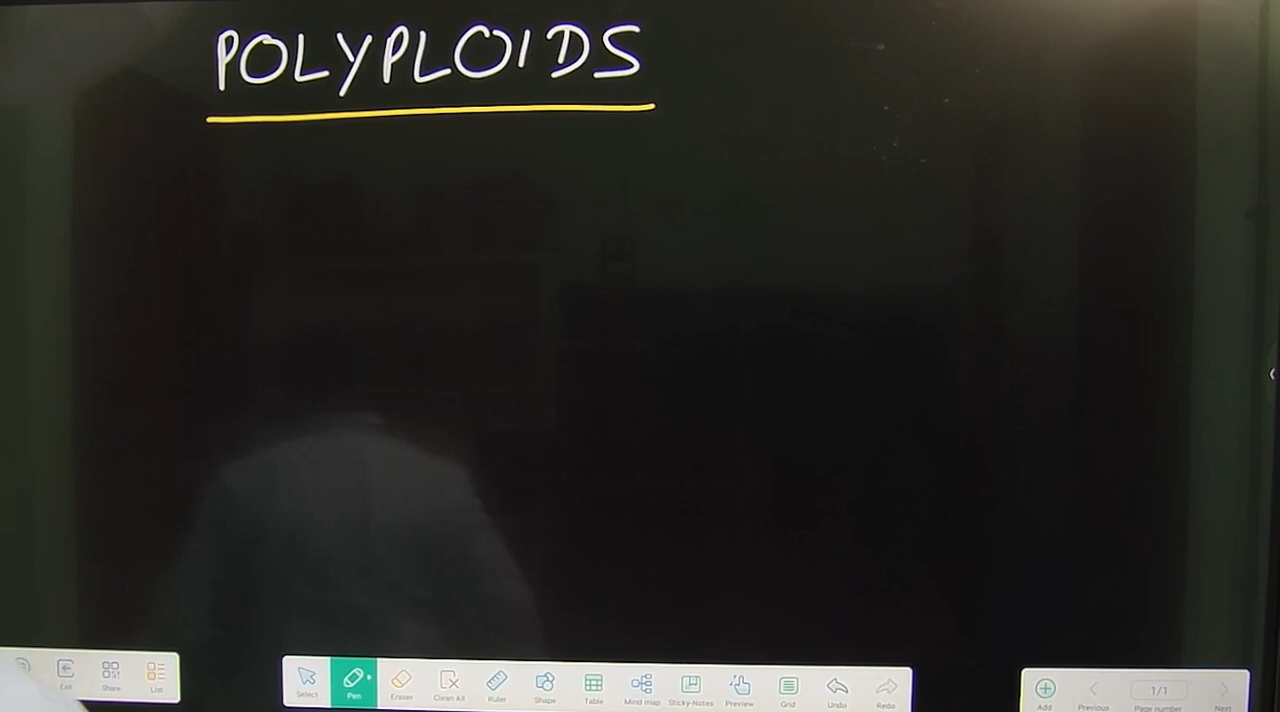 POLYPLOIDS
Exit Share List
Select Pen Eraser Clean All Ruler Shape Table Mind map Sticky-Notes Preview Grid Undo Redo
1/1
Add Previous Page number Next